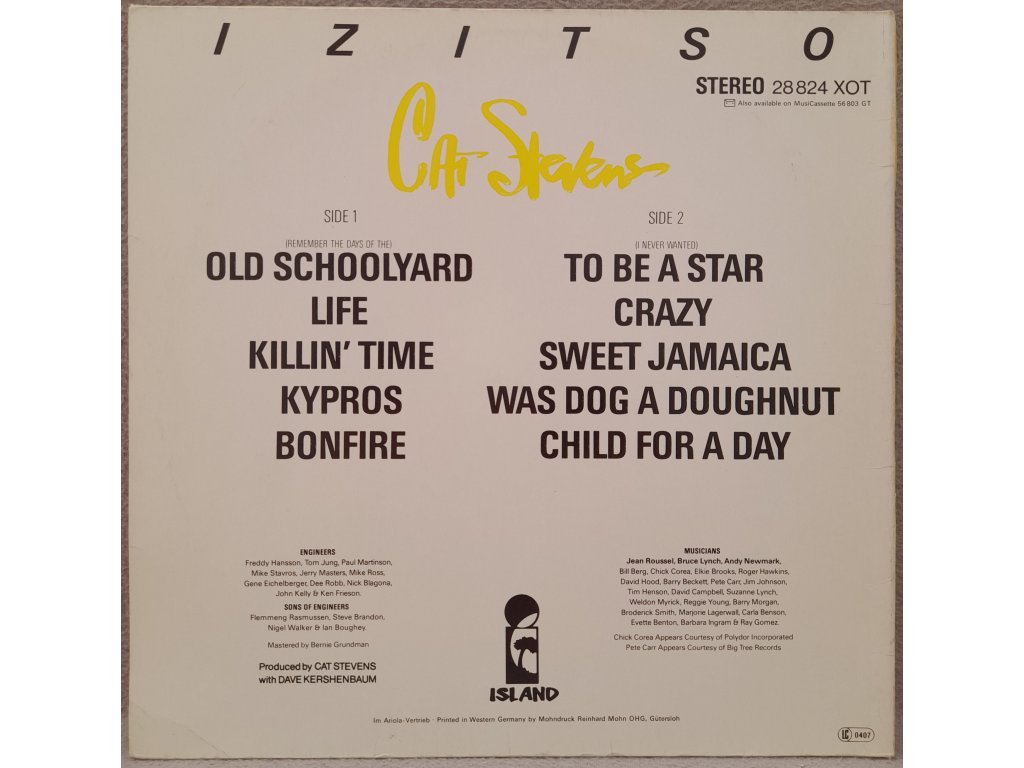 IZITSO
STEREO 28 824 XOT
Also available on MusiCassette 56 803 GT
Cat Stevens
SIDE 1
(REMEMBER THE DAYS OF THE)
OLD SCHOOLYARD
LIFE
KILLIN' TIME
KYPROS
BONFIRE
SIDE 2
(I NEVER WANTED)
TO BE A STAR
CRAZY
SWEET JAMAICA
WAS DOG A DOUGHNUT
CHILD FOR A DAY
ENGINEERS
Freddy Hansson, Tom Jung, Paul Martinson,
Mike Stavros, Jerry Masters, Mike Ross,
Gene Eichelberger, Dee Robb, Nick Blagona,
John Kelly & Ken Frieson.
SONS OF ENGINEERS
Flemmeng Rasmussen, Steve Brandon,
Nigel Walker & Ian Boughey.
Mastered by Bernie Grundman
Produced by CAT STEVENS
with DAVE KERSHENBAUM
ISLAND
MUSICIANS
Jean Roussel, Bruce Lynch, Andy Newmark,
Bill Berg, Chick Corea, Elkie Brooks, Roger Hawkins,
David Hood, Barry Beckett, Pete Carr, Jim Johnson,
Tim Henson, David Campbell, Suzanne Lynch,
Weldon Myrick, Reggie Young, Barry Morgan,
Broderick Smith, Marjorie Lagerwall, Carla Benson,
Evette Benton, Barbara Ingram & Ray Gomez.
Chick Corea Appears Courtesy of Polydor Incorporated
Pete Carr Appears Courtesy of Big Tree Records
Im Ariola-Vertrieb · Printed in Western Germany by Mohndruck Reinhard Mohn OHG, Gütersloh
LC 0407